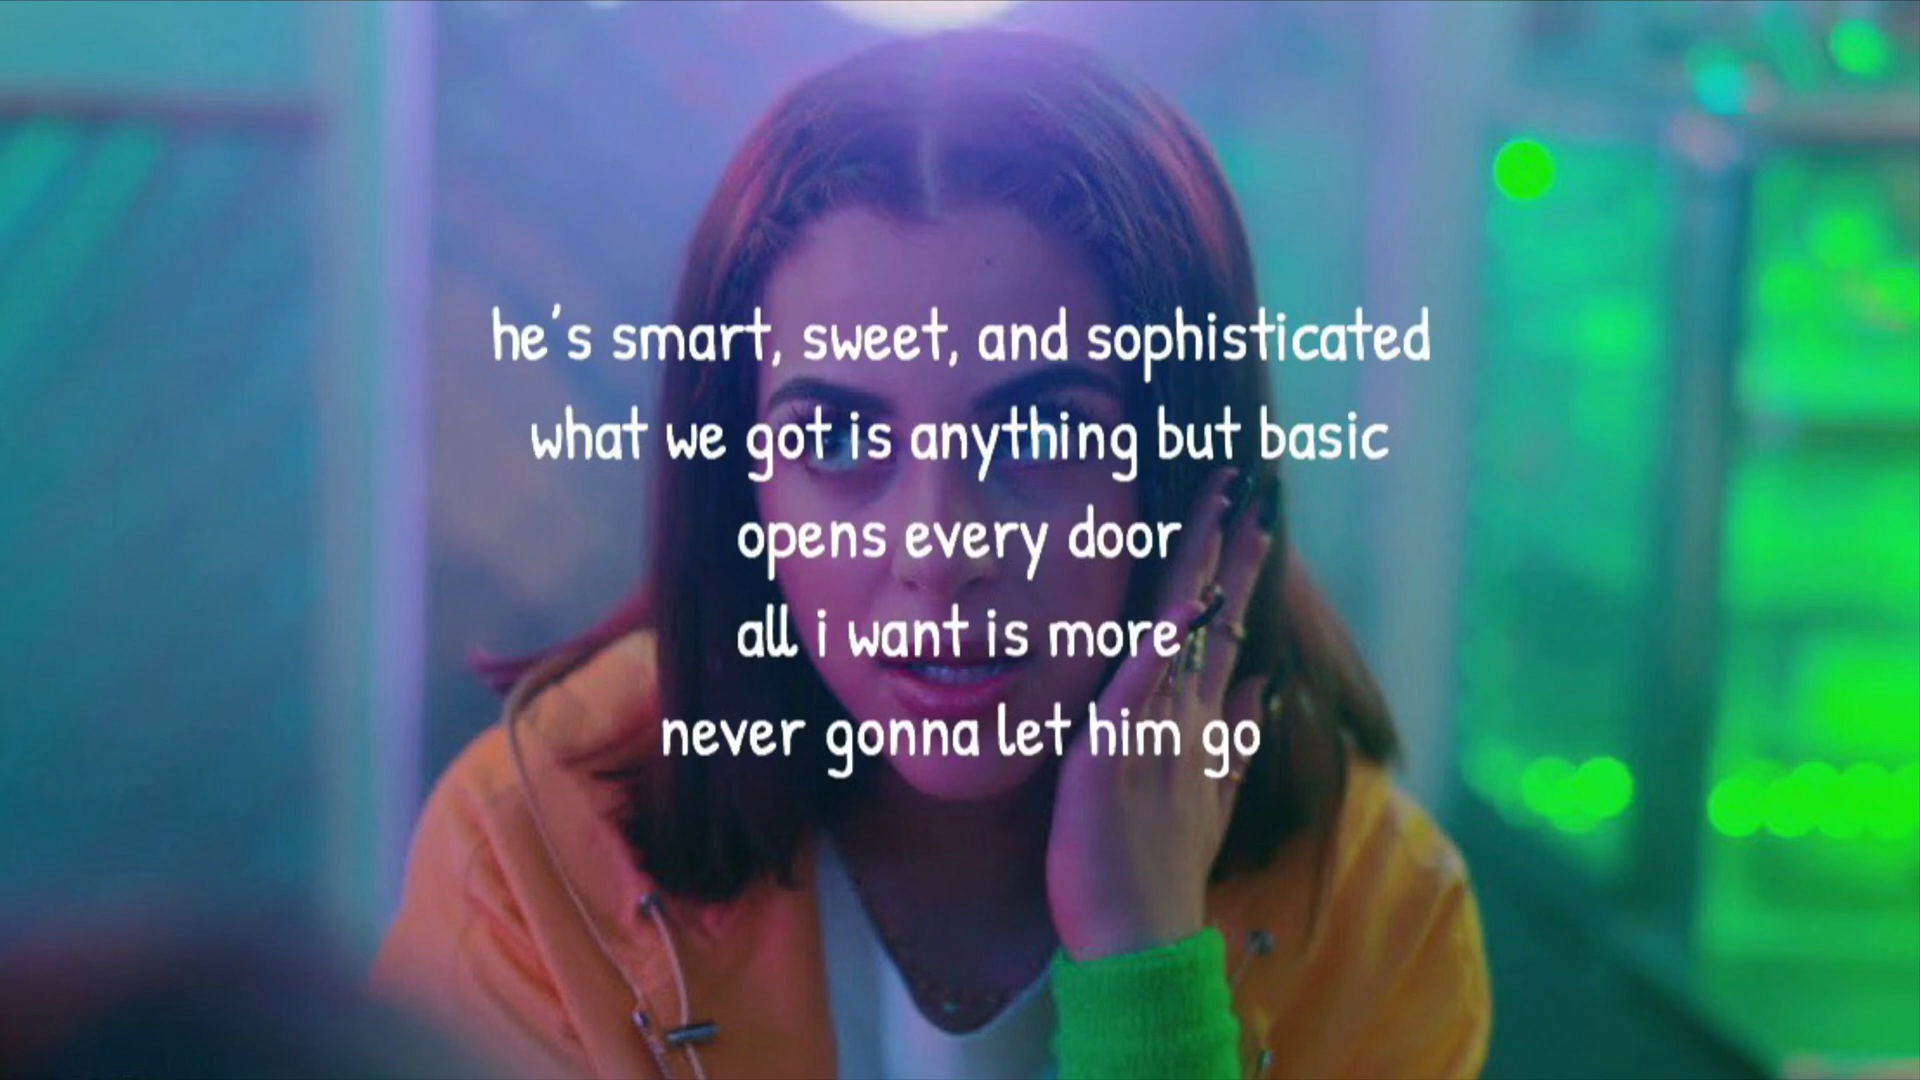 he's smart, sweet, and sophisticated
what we got is anything but basic
opens every door
all i want is more
never gonna let him go